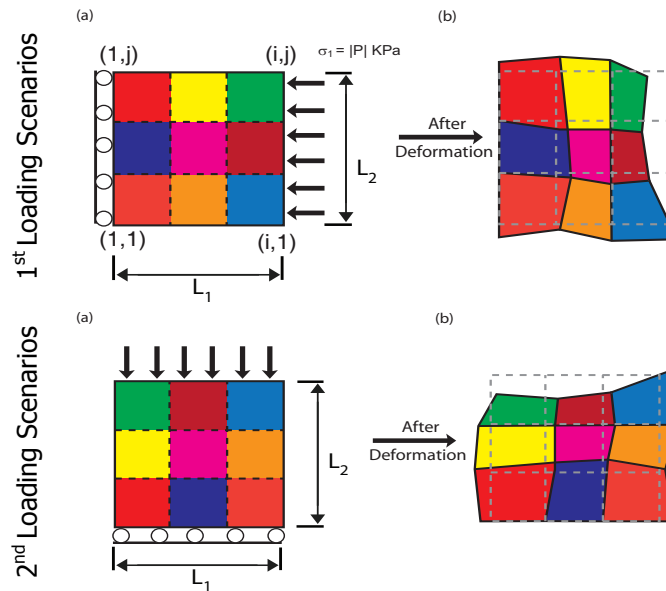 1st Loading Scenarios
(a)
(1,j)
(i,j)
σ1 = |P| KPa
L2
(1,1)
(i,1)
L1
After
Deformation
(b)
2nd Loading Scenarios
(a)
L2
L1
After
Deformation
(b)